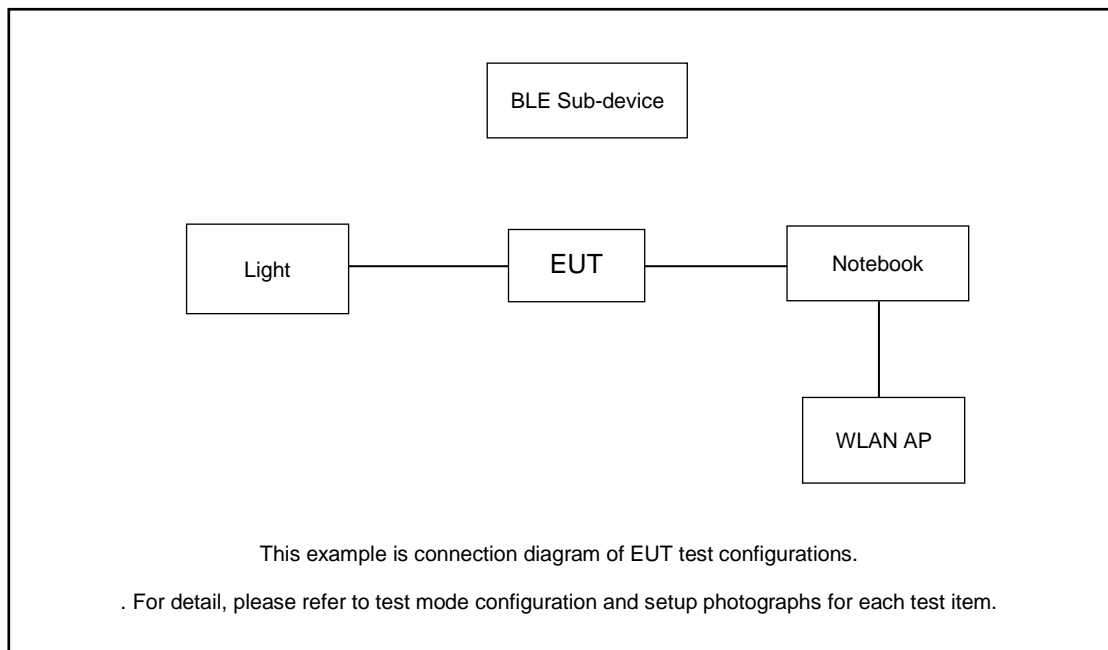 BLE Sub-device
Light
EUT
Notebook
WLAN AP
This example is connection diagram of EUT test configurations.
. For detail, please refer to test mode configuration and setup photographs for each test item.